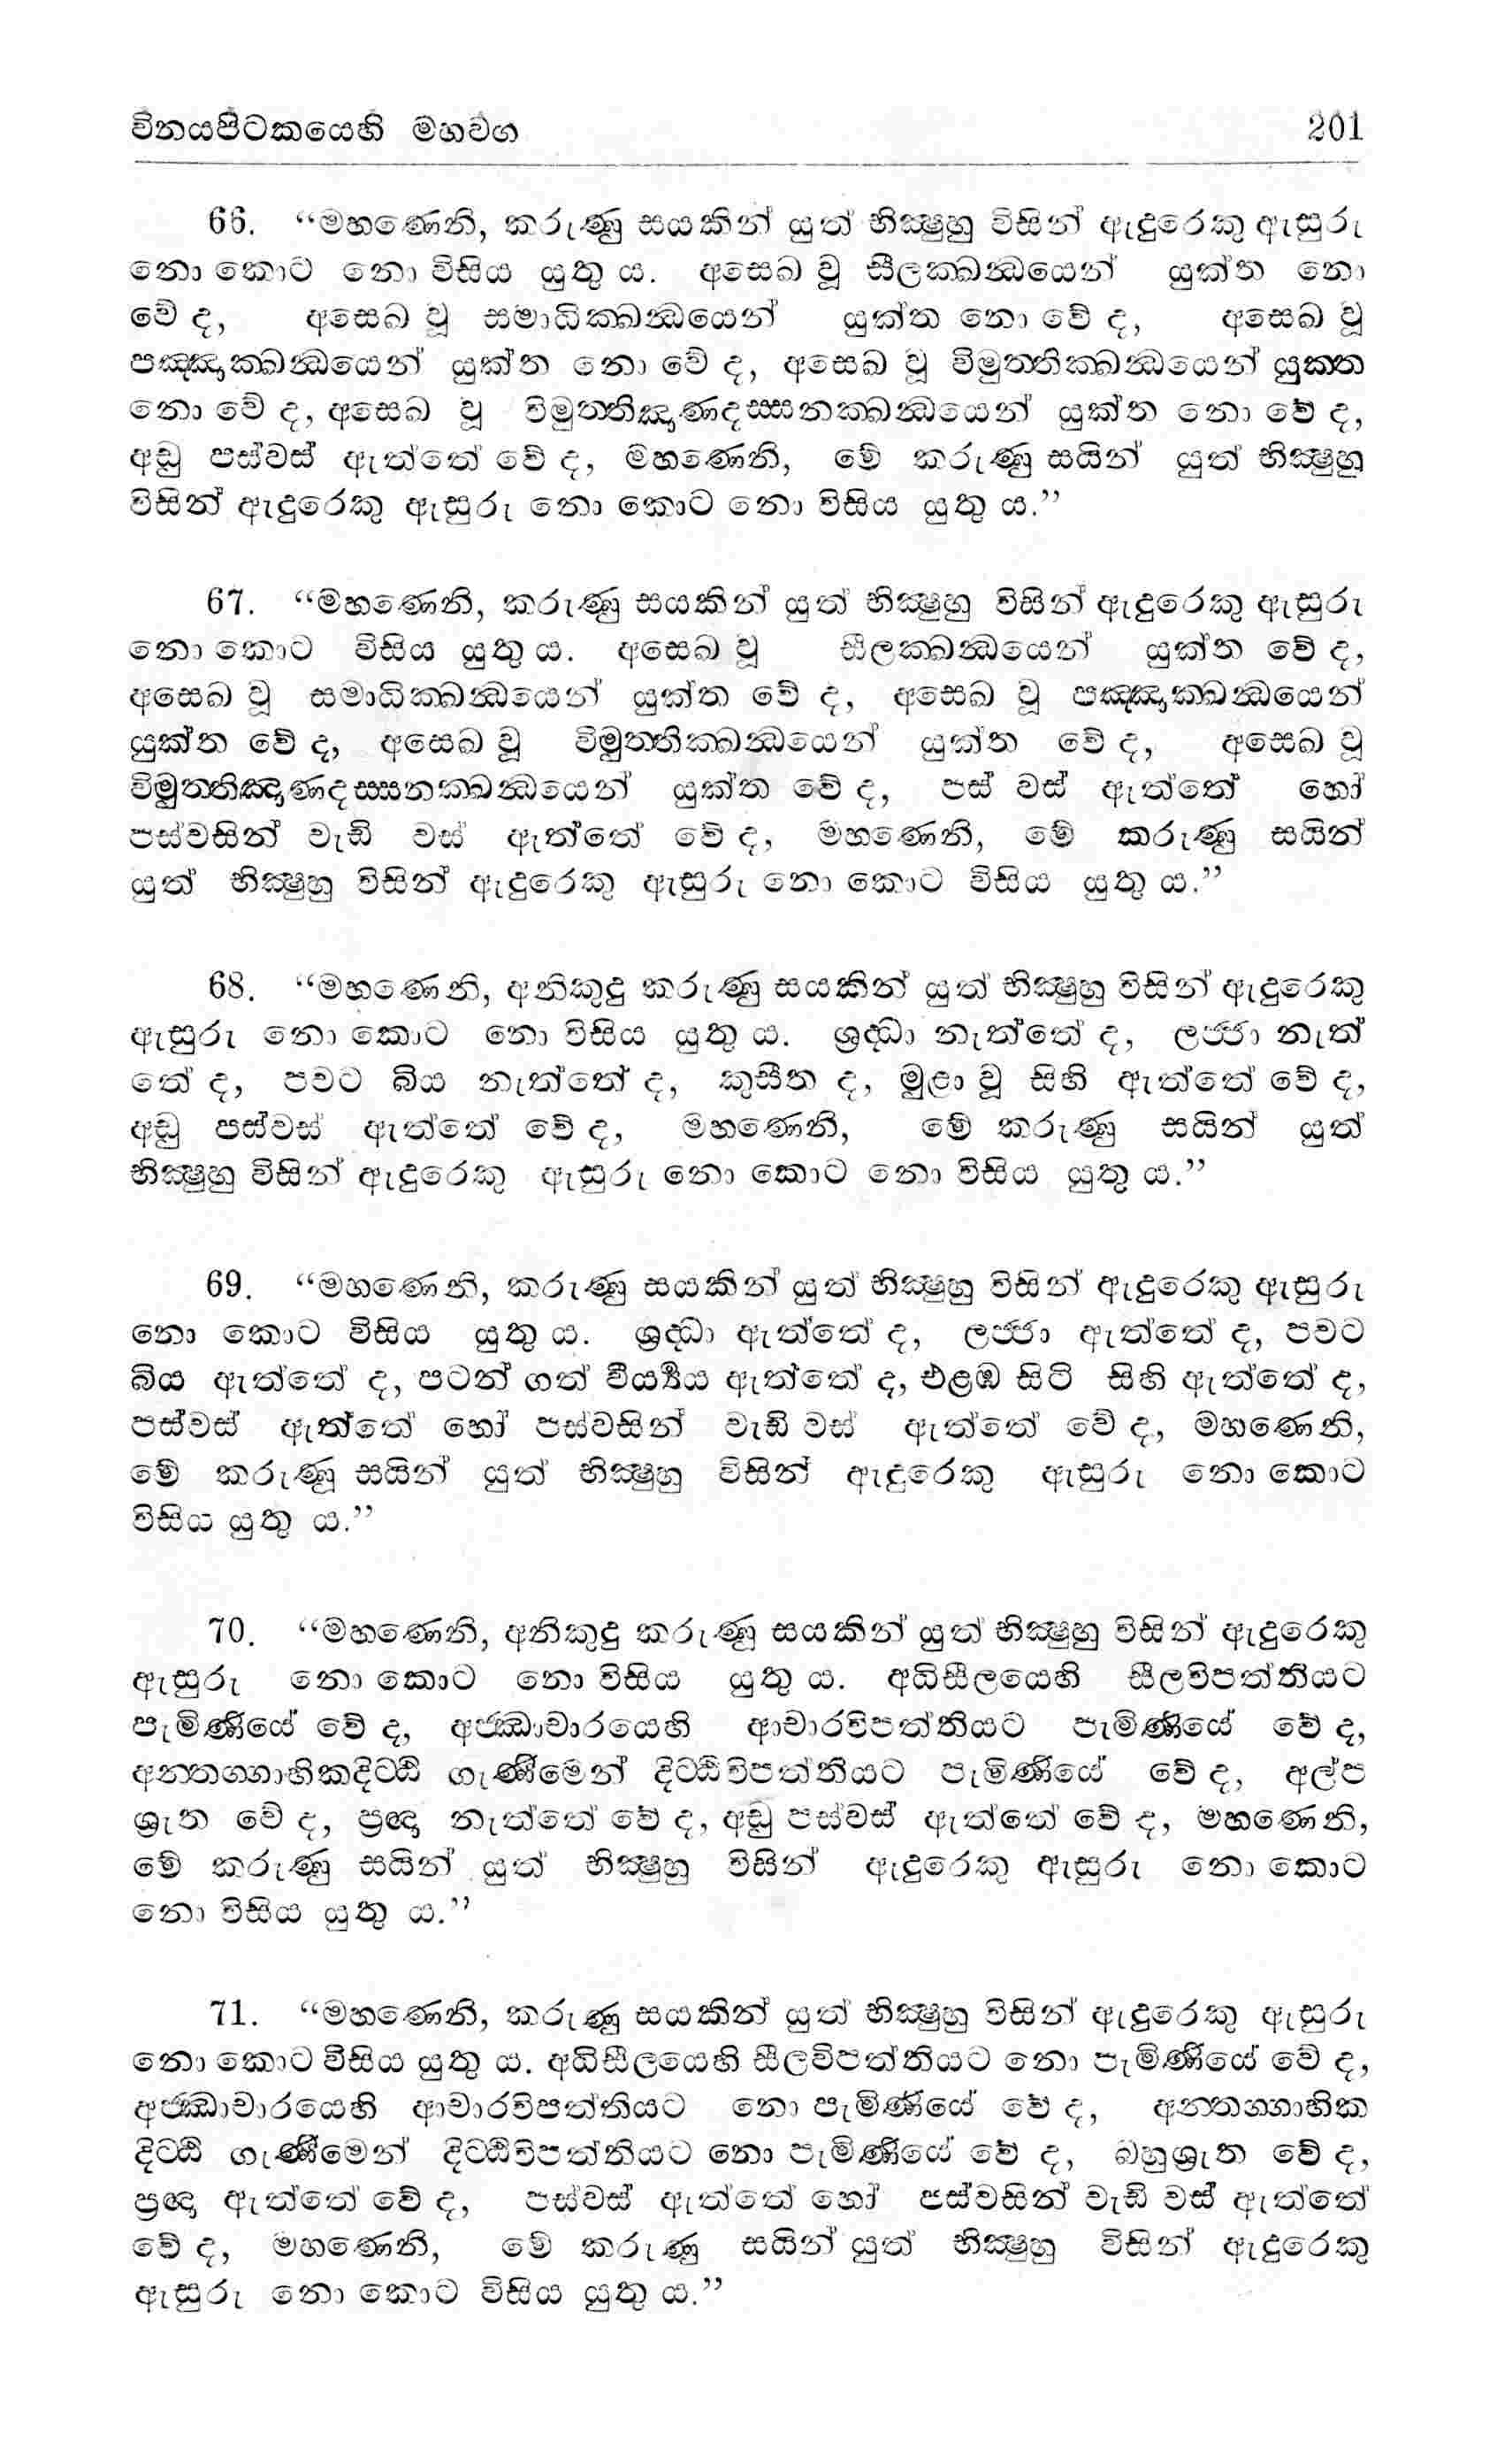 විනයපිටකයෙහි මහවග 201
66. “මහණෙනි, කරුණු සයකින් යුත් භික්‍ෂුහු විසින් ඇදුරෙකු ඇසුරු
නො කොට නො විසිය යුතු ය. අසෙඛ වූ සීලක්‍ඛන්‍ධයෙන් යුක්ත නො
වේ ද, අසෙඛ වූ සමාධික්‍ඛන්‍ධයෙන් යුක්ත නො වේ ද, අසෙඛ වූ
පඤ්‍ඤක්‍ඛන්‍ධයෙන් යුක්ත නො වේ ද, අසෙඛ වූ විමුත්‍තික්‍ඛන්‍ධයෙන් යුක්‍ත
නො වේ ද, අසෙඛ වූ විමුත්‍තිඤාණදස්‍සනක්‍ඛන්‍ධයෙන් යුක්ත නො වේ ද,
අඩු පස්වස් ඇත්තේ වේ ද, මහණෙනි, මේ කරුණු සයින් යුත් භික්‍ෂුහු
විසින් ඇදුරෙකු ඇසුරු නො කොට නො විසිය යුතු ය.”
67. “මහණෙනි, කරුණු සයකින් යුත් භික්‍ෂුහු විසින් ඇදුරෙකු ඇසුරු
නො කොට විසිය යුතු ය. අසෙඛ වූ සීලක්‍ඛන්‍ධයෙන් යුක්ත වේ ද,
අසෙඛ වූ සමාධික්‍ඛන්‍ධයෙන් යුක්ත වේ ද, අසෙඛ වූ පඤ්‍ඤක්‍ඛන්‍ධයෙන්
යුක්ත වේ ද, අසෙඛ වූ විමුත්‍තික්‍ඛන්‍ධයෙන් යුක්ත වේ ද, අසෙඛ වූ
විමුත්‍තිඤාණදස්‍සනක්‍ඛන්‍ධයෙන් යුක්ත වේ ද, පස් වස් ඇත්තේ හෝ
පස්වසින් වැඩි වස් ඇත්තේ වේ ද, මහණෙනි, මේ කරුණු සයින්
යුත් භික්‍ෂුහු විසින් ඇදුරෙකු ඇසුරු නො කොට විසිය යුතු ය.”
68. “මහණෙනි, අනිකුදු කරුණු සයකින් යුත් භික්‍ෂුහු විසින් ඇදුරෙකු
ඇසුරු නො කොට නො විසිය යුතු ය. ශ්‍රද්‍ධා නැත්තේ ද, ලජ්‍ජා නැත්
තේ ද, පවට බිය නැත්තේ ද, කුසීත ද, මුළා වූ සිහි ඇත්තේ වේ ද,
අඩු පස්වස් ඇත්තේ වේ ද, මහණෙනි, මේ කරුණු සයින් යුත්
භික්‍ෂුහු විසින් ඇදුරෙකු ඇසුරු නො කොට නො විසිය යුතු ය.”
69. “මහණෙනි, කරුණු සයකින් යුත් භික්‍ෂුහු විසින් ඇදුරෙකු ඇසුරු
නො කොට විසිය යුතු ය. ශ්‍රද්‍ධා ඇත්තේ ද, ලජ්‍ජා ඇත්තේ ද, පවට
බිය ඇත්තේ ද, පටන් ගත් වීර්‍ය්‍යය ඇත්තේ ද, එළඹ සිටි සිහි ඇත්තේ ද,
පස්වස් ඇත්තේ හෝ පස්වසින් වැඩි වස් ඇත්තේ වේ ද, මහණෙනි,
මේ කරුණු සයින් යුත් භික්‍ෂුහු විසින් ඇදුරෙකු ඇසුරු නො කොට
විසිය යුතු ය.”
70. “මහණෙනි, අනිකුදු කරුණු සයකින් යුත් භික්‍ෂුහු විසින් ඇදුරෙකු
ඇසුරු නො කොට නො විසිය යුතු ය. අධිසීලයෙහි සීලවිපත්තියට
පැමිණියේ වේ ද, අජ්‍ඣාචාරයෙහි ආචාරවිපත්තියට පැමිණියේ වේ ද,
අන්‍තග්‍ගාහිකදිට්‍ඨි ගැණීමෙන් දිට්‍ඨිවිපත්තියට පැමිණියේ වේ ද, අල්ප
ශ්‍රුත වේ ද, ප්‍රඥා නැත්තේ වේ ද, අඩු පස්වස් ඇත්තේ වේ ද, මහණෙනි,
මේ කරුණු සයින් යුත් භික්‍ෂුහු විසින් ඇදුරෙකු ඇසුරු නො කොට
නො විසිය යුතු ය.”
71. “මහණෙනි, කරුණු සයකින් යුත් භික්‍ෂුහු විසින් ඇදුරෙකු ඇසුරු
නො කොට විසිය යුතු ය. අධිසීලයෙහි සීලවිපත්තියට නො පැමිණියේ වේ ද,
අජ්‍ඣාචාරයෙහි ආචාරවිපත්තියට නො පැමිණියේ වේ ද, අන්‍තග්‍ගාහික
දිට්‍ඨි ගැණීමෙන් දිට්‍ඨිවිපත්තියට නො පැමිණියේ වේ ද, බහුශ්‍රුත වේ ද,
ප්‍රඥා ඇත්තේ වේ ද, පස්වස් ඇත්තේ හෝ පස්වසින් වැඩි වස් ඇත්තේ
වේ ද, මහණෙනි, මේ කරුණු සයින් යුත් භික්‍ෂුහු විසින් ඇදුරෙකු
ඇසුරු නො කොට විසිය යුතු ය.”